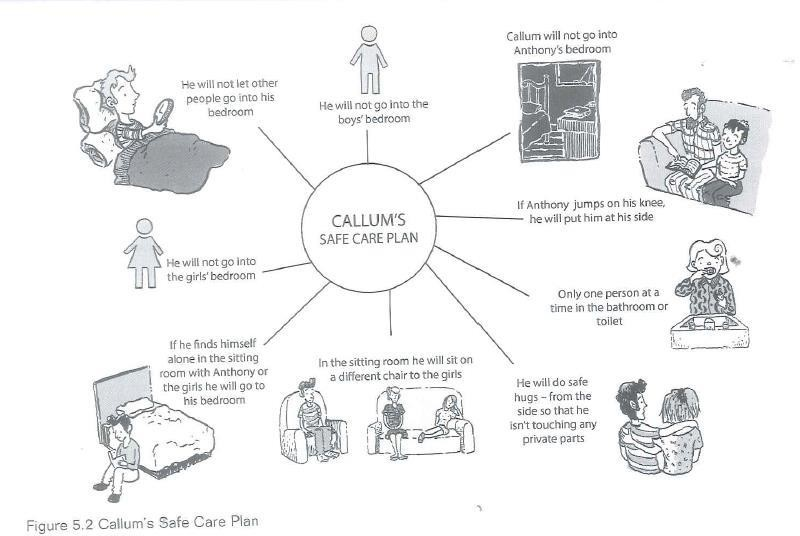 He will not let other
people go into his
bedroom
He will not go into the
boys' bedroom
Callum will not go into
Anthony's bedroom
If Anthony jumps on his knee,
he will put him at his side
CALLUM'S
SAFE CARE PLAN
He will not go into
the girls' bedroom
Only one person at a
time in the bathroom or
toilet
If he finds himself
alone in the sitting
room with Anthony or
the girls he will go to
his bedroom
In the sitting room he will sit on
a different chair to the girls
He will do safe
hugs – from the
side so that he
isn't touching any
private parts
Figure 5.2 Callum's Safe Care Plan